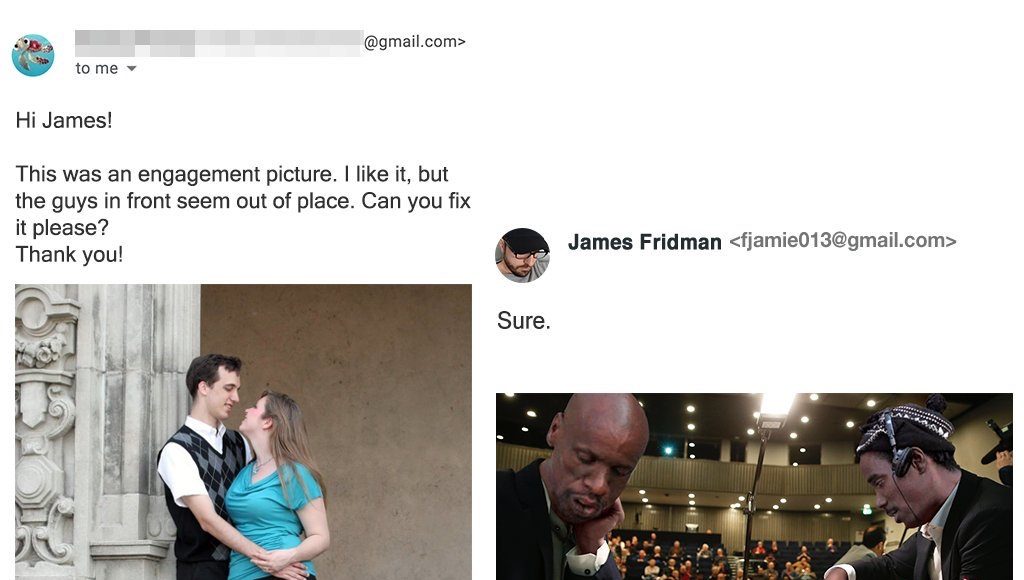 @gmail.com>
to me
Hi James!
This was an engagement picture. I like it, but
the guys in front seem out of place. Can you fix
it please?
Thank you!
James Fridman <fjamie013@gmail.com>
Sure.